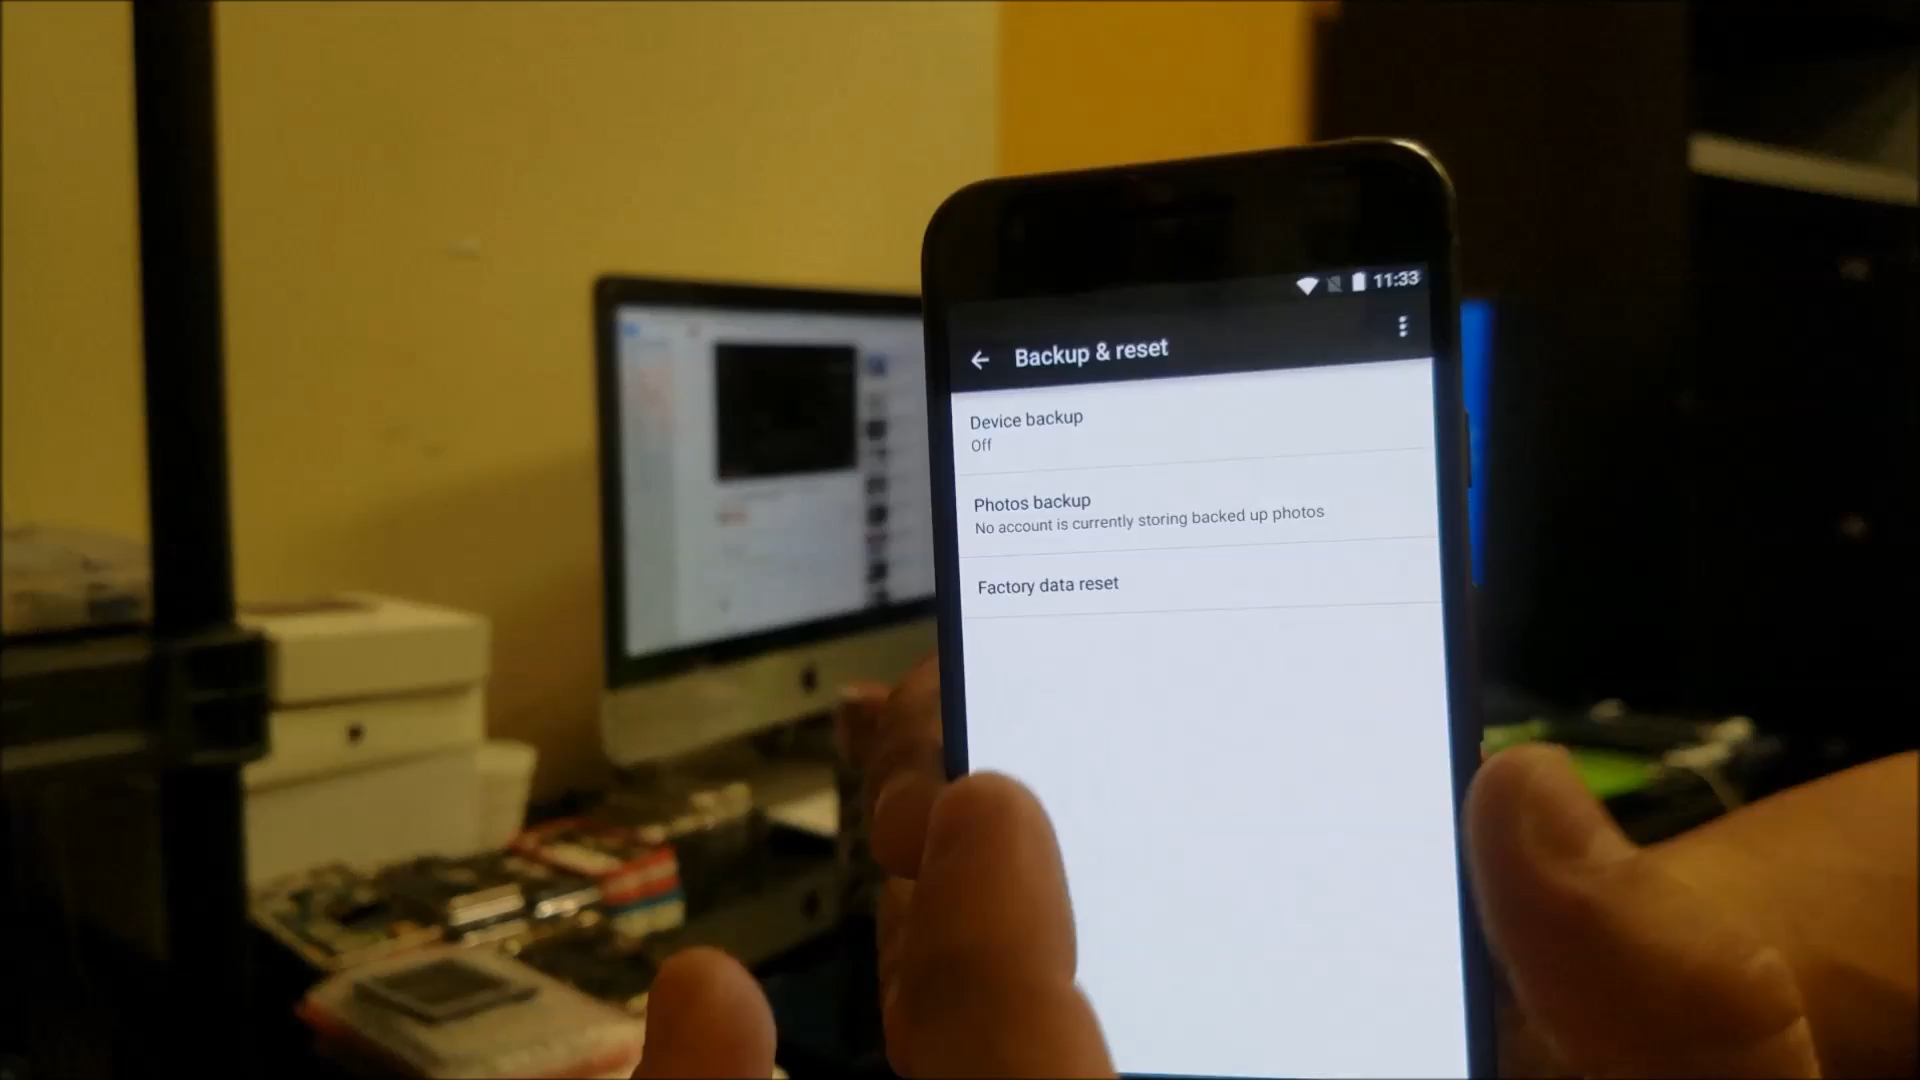 11:33
Backup & reset
Device backup
Off
Photos backup
No account is currently storing backed up photos
Factory data reset